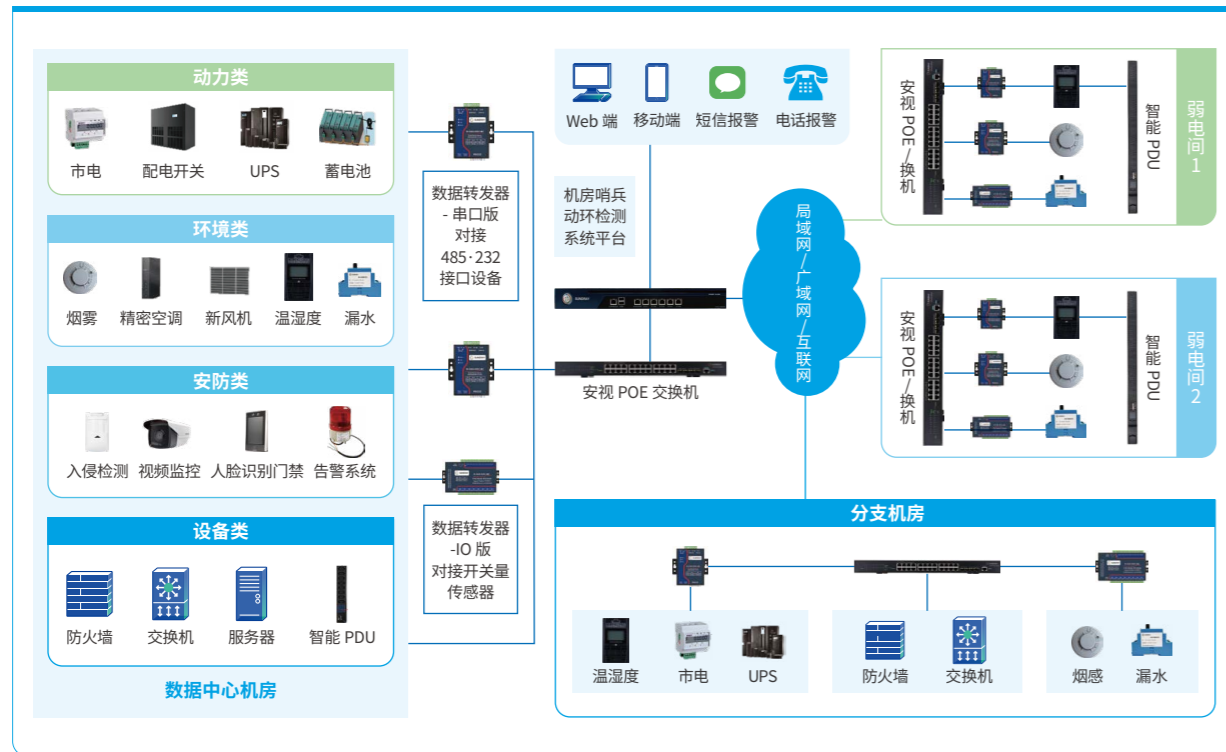 动力类
市电
配电开关
UPS
蓄电池
环境类
烟雾
精密空调
新风机
温湿度
漏水
安防类
入侵检测
视频监控
人脸识别门禁
告警系统
设备类
防火墙
交换机
服务器
智能 PDU
数据中心机房
数据转发器
- 串口版
对接
485·232
接口设备
数据转发器
-IO 版
对接开关量
传感器
Web 端
移动端
短信报警
电话报警
机房哨兵
动环检测
系统平台
安视 POE 交换机
局域网/广域网/互联网
安视 POE/换机
智能 PDU
弱电间1
安视 POE/换机
智能 PDU
弱电间2
分支机房
温湿度
市电
UPS
防火墙
交换机
烟感
漏水